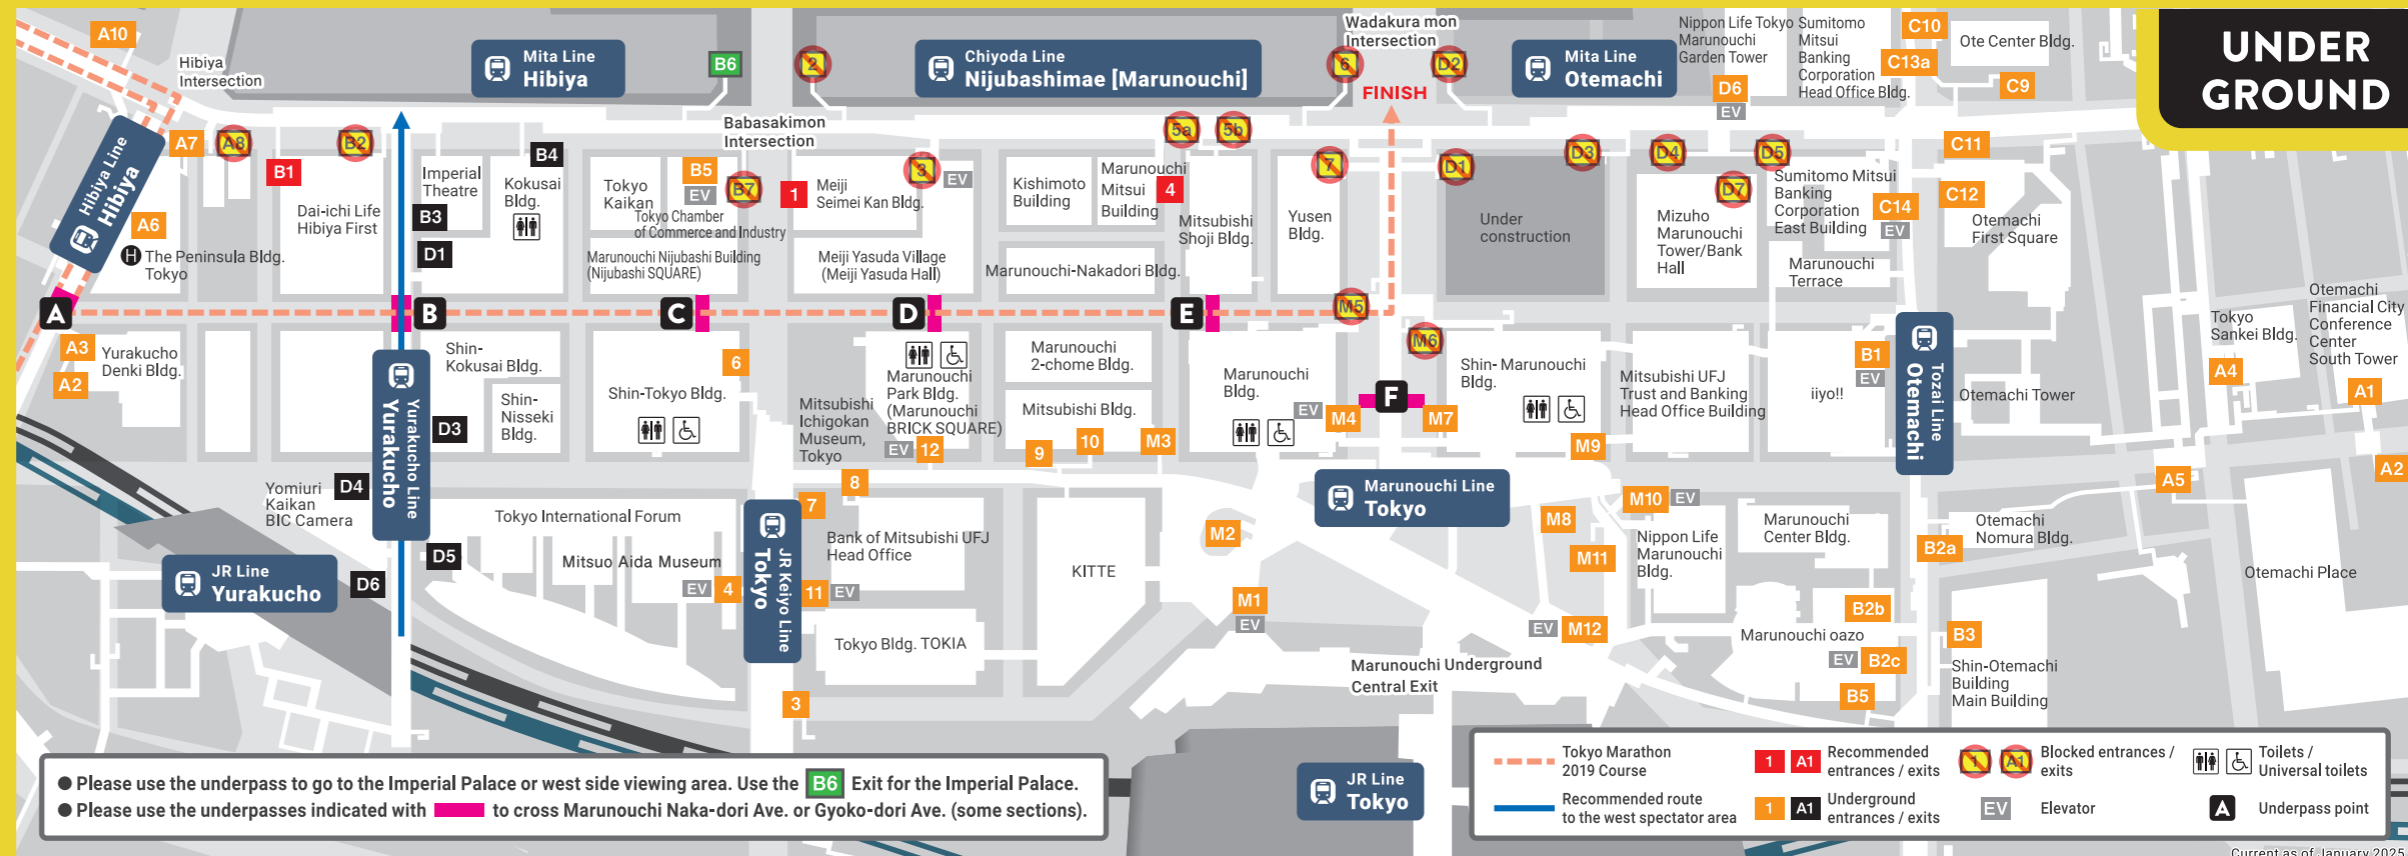 UNDER
GROUND
A10
Hibiya
Intersection
Mita Line
Hibiya
B6
2
Chiyoda Line
Nijubashimae [Marunouchi]
Wadakura mon
Intersection
6
D2
FINISH
Mita Line
Otemachi
Nippon Life Tokyo
Marunouchi
Garden Tower
D6
EV
Sumitomo
Mitsui
Banking
Corporation
Head Office Bldg.
C10
C13a
Ote Center Bldg.
C9
Hibiya Line
Hibiya
A7
A8
B1
B2
Dai-ichi Life
Hibiya First
Imperial
Theatre
B4
Kokusai
Bldg.
B3
D1
Babasakimon
Intersection
Tokyo
Kaikan
B5
EV
B7
Tokyo Chamber
of Commerce and Industry
Marunouchi Nijubashi Building
(Nijubashi SQUARE)
1
Meiji
Seimei Kan Bldg.
3
EV
Meiji Yasuda Village
(Meiji Yasuda Hall)
Kishimoto
Building
Marunouchi
Mitsui
Building
4
5a
5b
Mitsubishi
Shoji Bldg.
Marunouchi-Nakadori Bldg.
7
Yusen
Bldg.
D1
D3
Under
construction
D4
D5
D7
Mizuho
Marunouchi
Tower/Bank
Hall
Sumitomo Mitsui
Banking
Corporation
East Building
C14
EV
Marunouchi
Terrace
C11
C12
Otemachi
First Square
A6
H
The Peninsula Bldg.
Tokyo
A
B
C
D
E
M5
A3
A2
Yurakucho
Denki Bldg.
Yurakucho Line
Yurakucho
Shin-
Kokusai Bldg.
Shin-
Nisseki
Bldg.
D3
6
Shin-Tokyo Bldg.
Mitsubishi
Ichigokan
Museum,
Tokyo
Marunouchi
Park Bldg.
(Marunouchi
BRICK SQUARE)
EV
12
Marunouchi
2-chome Bldg.
Mitsubishi Bldg.
9
10
M3
Marunouchi
Bldg.
EV
M4
F
M6
M7
Shin-Marunouchi
Bldg.
M9
Mitsubishi UFJ
Trust and Banking
Head Office Building
iiyo!!
B1
EV
Tozai Line
Otemachi
Otemachi Tower
Tokyo
Sankei Bldg.
A4
Otemachi
Financial City
Conference
Center
South Tower
A1
A2
A5
Yomiuri
Kaikan
BIC Camera
D4
D5
D6
JR Line
Yurakucho
Tokyo International Forum
Mitsuo Aida Museum
EV
4
JR Keiyo Line
Tokyo
7
8
Bank of Mitsubishi UFJ
Head Office
11
EV
Tokyo Bldg. TOKIA
3
KITTE
M2
M1
EV
Marunouchi Line
Tokyo
M8
M10
EV
M11
Nippon Life
Marunouchi
Bldg.
EV
M12
Marunouchi
Center Bldg.
Otemachi
Nomura Bldg.
B2a
B2b
Marunouchi oazo
EV
B2c
B5
B3
Shin-Otemachi
Building
Main Building
Otemachi Place
Marunouchi Underground
Central Exit
JR Line
Tokyo
● Please use the underpass to go to the Imperial Palace or west side viewing area. Use the B6 Exit for the Imperial Palace.
● Please use the underpasses indicated with to cross Marunouchi Naka-dori Ave. or Gyoko-dori Ave. (some sections).
Tokyo Marathon
2019 Course
Recommended route
to the west spectator area
1 A1 Recommended
entrances / exits
1 A1 Underground
entrances / exits
1 A1 Blocked entrances /
exits
EV Elevator
Toilets /
Universal toilets
A Underpass point
Current as of January 2025